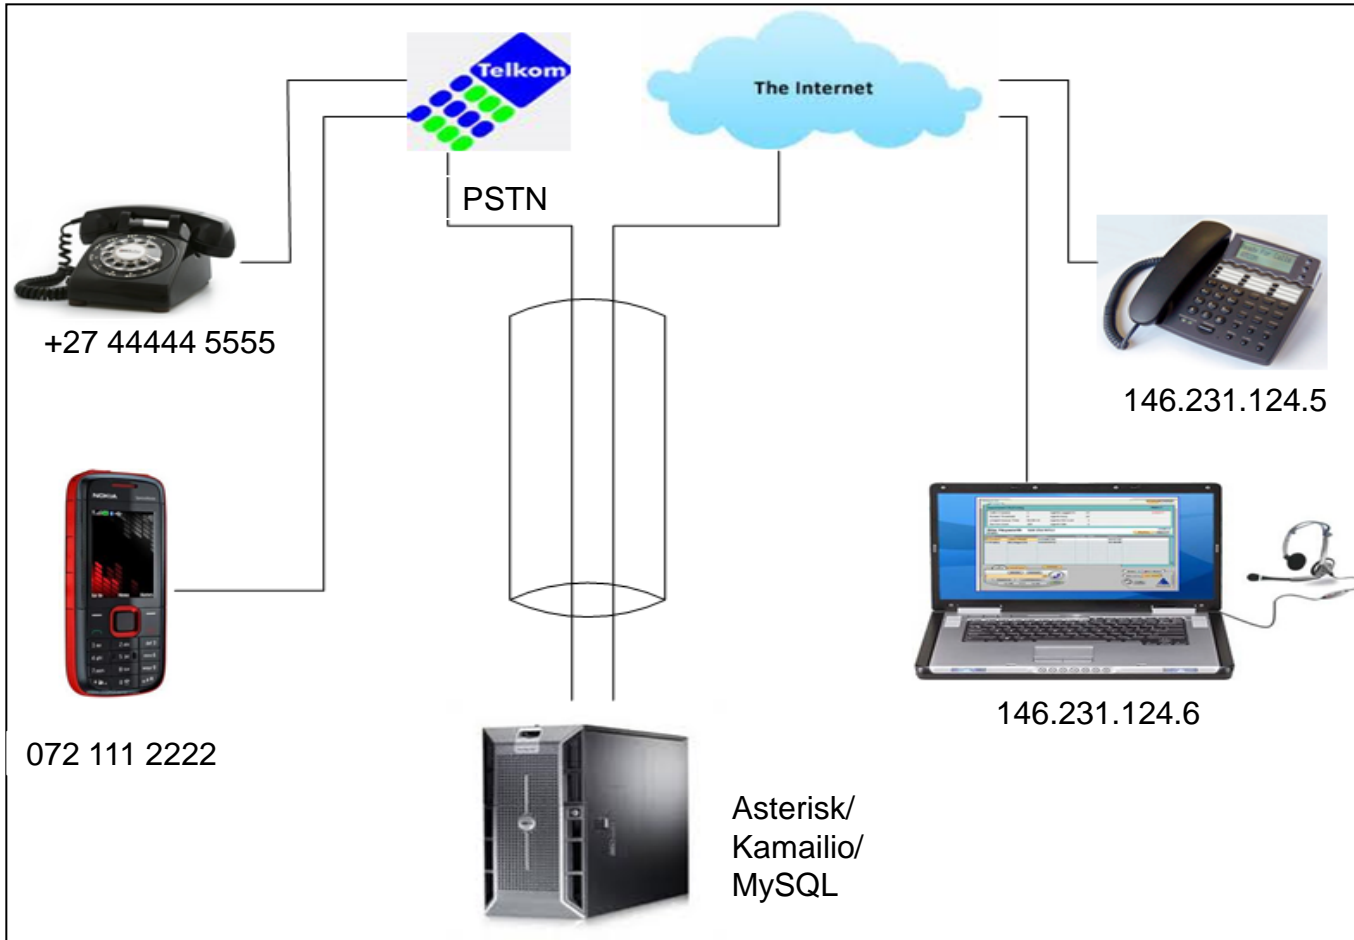 Telkom
The Internet
PSTN
+27 44444 5555
146.231.124.5
NOKIA
146.231.124.6
072 111 2222
Asterisk/
Kamailio/
MySQL